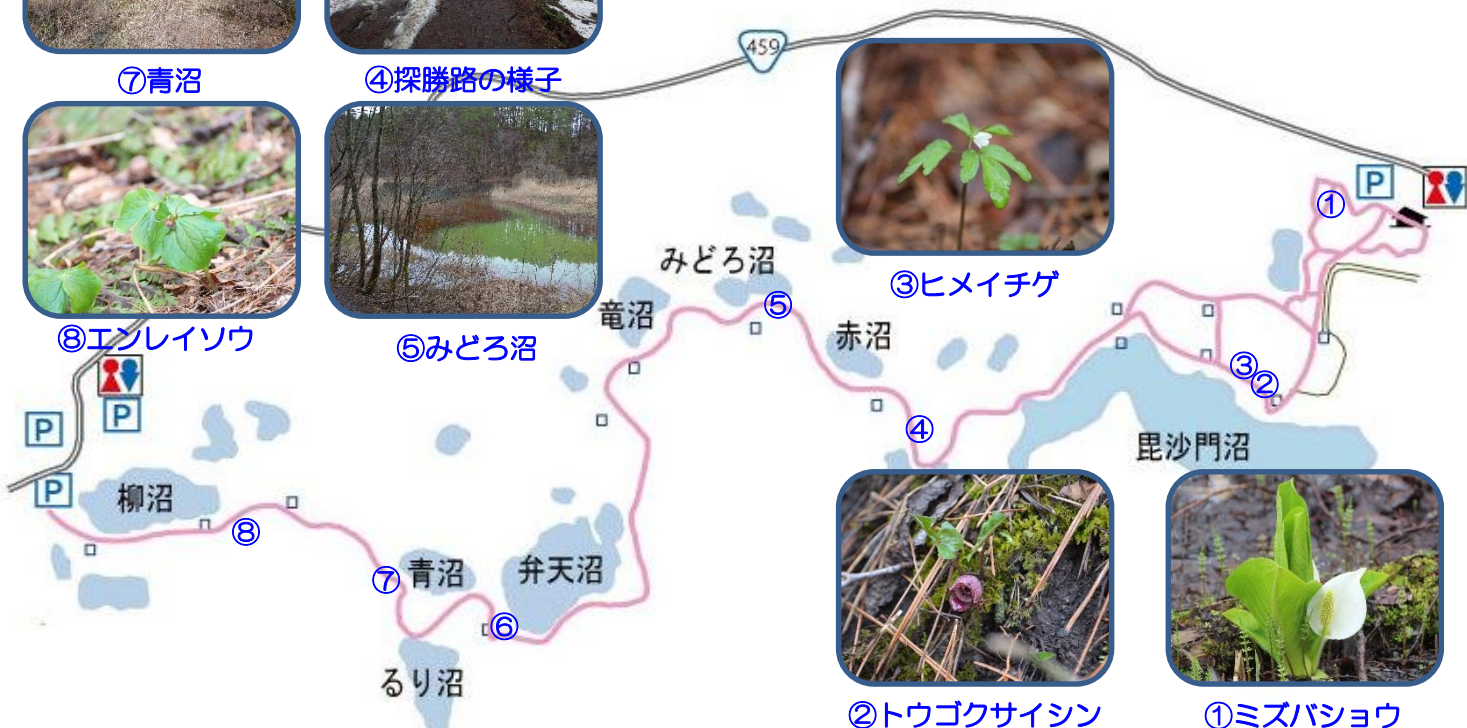 ⑦青沼
④探勝路の様子
459
P
①
③ヒメイチゲ
みどろ沼
⑤
竜沼
赤沼
⑧エンレイソウ
⑤みどろ沼
③
②
P
P
④
毘沙門沼
P
柳沼
⑧
⑦
青沼
弁天沼
⑥
るり沼
②トウゴクサイシン
①ミズバショウ